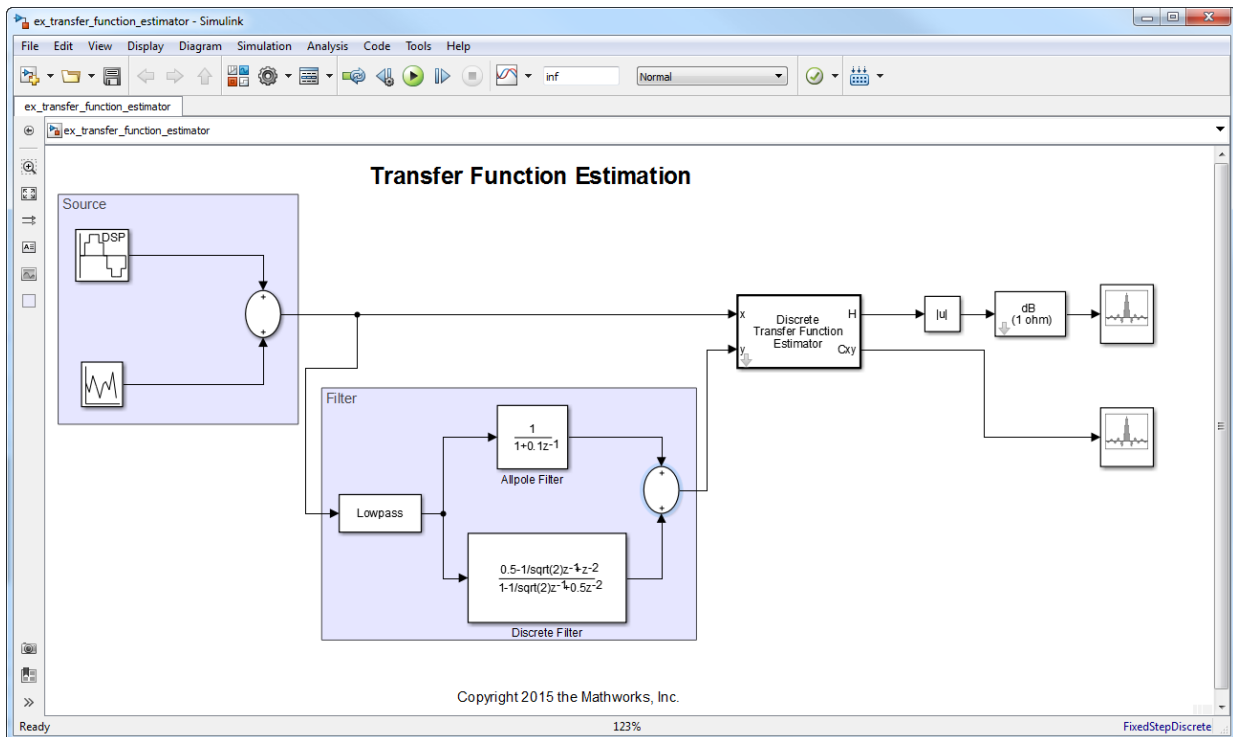 ex_transfer_function_estimator - Simulink
File Edit View Display Diagram Simulation Analysis Code Tools Help
inf Normal
ex_transfer_function_estimator
ex_transfer_function_estimator
Transfer Function Estimation
Source
DSP
+
+
x
y
Discrete
Transfer Function
Estimator
H
Cxy
|u|
dB
(1 ohm)
Filter
Lowpass
1
1+0.1z-1
Allpole Filter
+
+
0.5-1/sqrt(2)z-1+z-2
1-1/sqrt(2)z-1+0.5z-2
Discrete Filter
Copyright 2015 the Mathworks, Inc.
Ready 123% FixedStepDiscrete